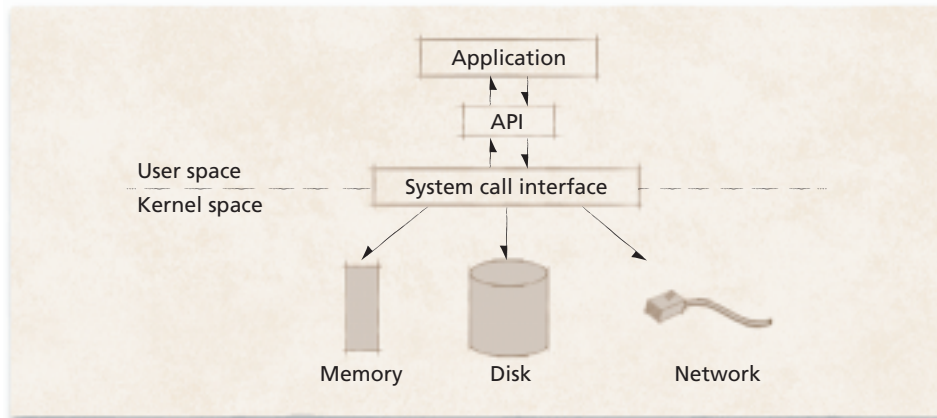 Application
API
User space
System call interface
Kernel space
Memory
Disk
Network